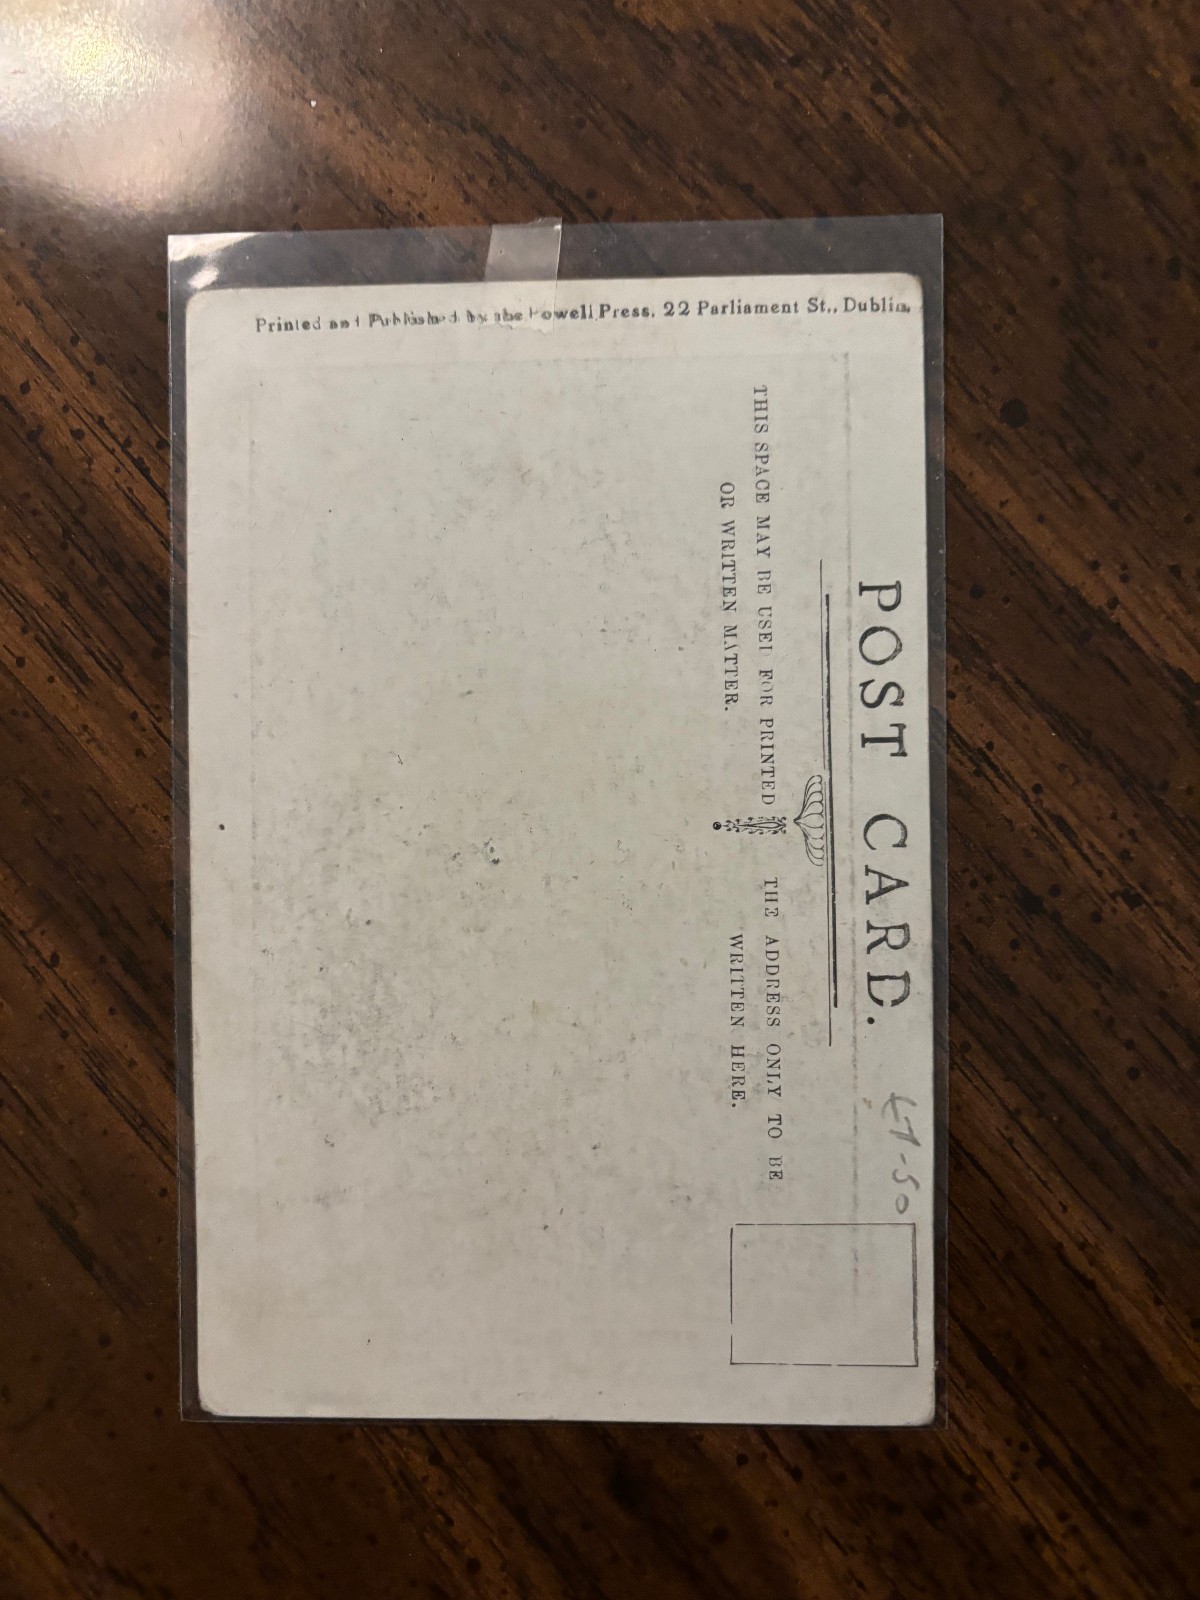 Printed and Published by the Powell Press, 22 Parliament St., Dublin.
POST CARD.
£7-50
THIS SPACE MAY BE USED FOR PRINTED
OR WRITTEN MATTER.
THE ADDRESS ONLY TO BE
WRITTEN HERE.